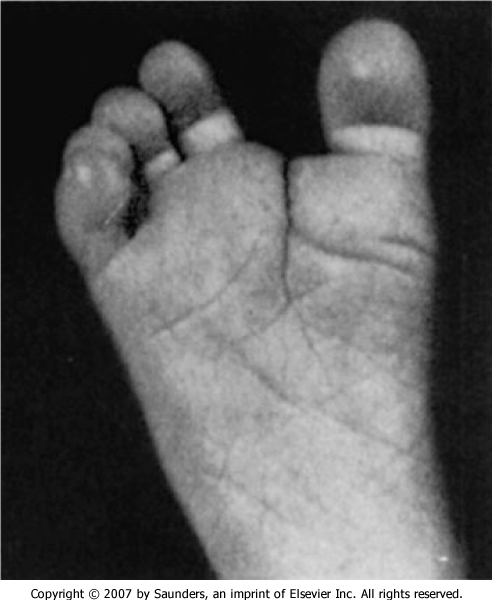 Copyright © 2007 by Saunders, an imprint of Elsevier Inc. All rights reserved.